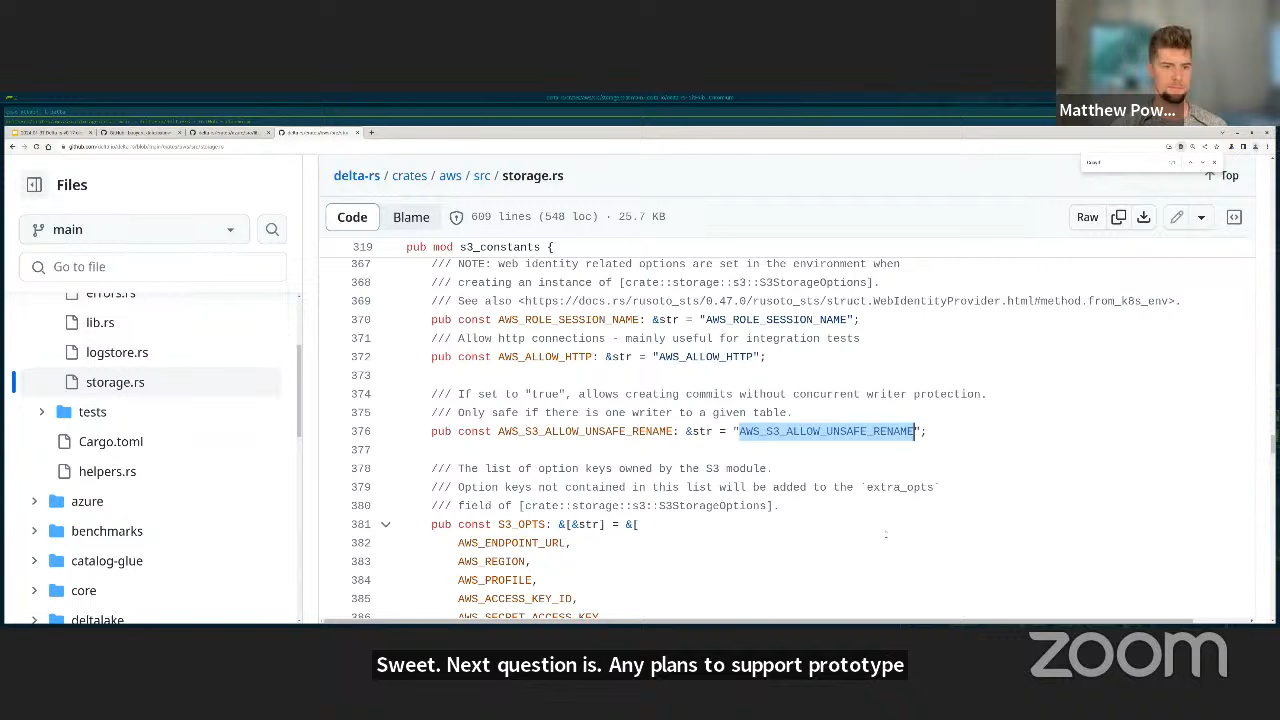 Matthew Pow...
Files
main
Go to file
errors.rs
lib.rs
logstore.rs
storage.rs
tests
Cargo.toml
helpers.rs
azure
benchmarks
catalog-glue
core
deltalake
delta-rs / crates / aws / src / storage.rs
Top
Code
Blame
609 lines (548 loc) · 25.7 KB
Raw
319 pub mod s3_constants {
367 /// NOTE: web identity related options are set in the environment when
368 /// creating an instance of [crate::storage::s3::S3StorageOptions].
369 /// See also <https://docs.rs/rusoto_sts/0.47.0/rusoto_sts/struct.WebIdentityProvider.html#method.from_k8s_env>.
370 pub const AWS_ROLE_SESSION_NAME: &str = "AWS_ROLE_SESSION_NAME";
371 /// Allow http connections - mainly useful for integration tests
372 pub const AWS_ALLOW_HTTP: &str = "AWS_ALLOW_HTTP";
373
374 /// If set to "true", allows creating commits without concurrent writer protection.
375 /// Only safe if there is one writer to a given table.
376 pub const AWS_S3_ALLOW_UNSAFE_RENAME: &str = "AWS_S3_ALLOW_UNSAFE_RENAME";
377
378 /// The list of option keys owned by the S3 module.
379 /// Option keys not contained in this list will be added to the `extra_opts`
380 /// field of [crate::storage::s3::S3StorageOptions].
381 pub const S3_OPTS: &[&str] = &[
382 AWS_ENDPOINT_URL,
383 AWS_REGION,
384 AWS_PROFILE,
385 AWS_ACCESS_KEY_ID,
386 AWS_SECRET_ACCESS_KEY
Sweet. Next question is. Any plans to support prototype
zoom